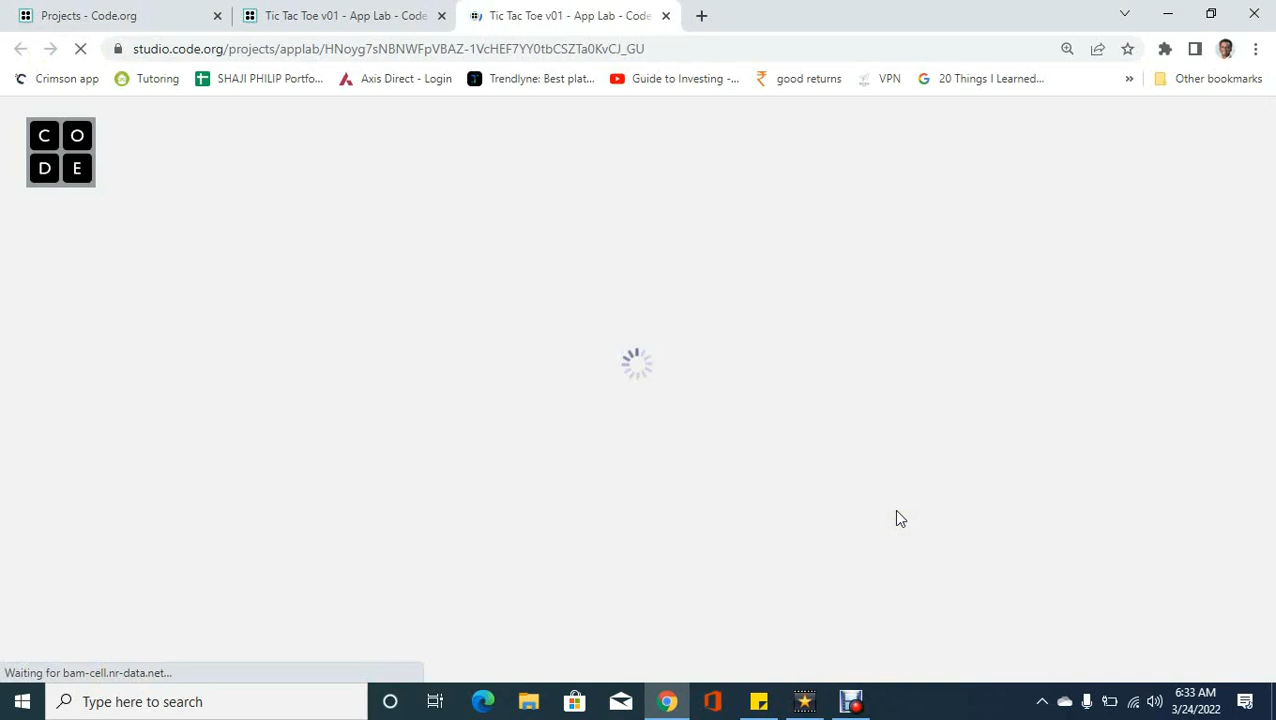 Projects - Code.org
Tic Tac Toe v01 - App Lab - Code
Tic Tac Toe v01 - App Lab - Code
studio.code.org/projects/applab/HNoyg7sNBNWFpVBAZ-1VcHEF7YY0tbCSZTa0KvCJ_GU
Crimson app
Tutoring
SHAJI PHILIP Portfo...
Axis Direct - Login
Trendlyne: Best plat...
Guide to Investing -...
good returns
VPN
20 Things I Learned...
»
Other bookmarks
C O
D E
Waiting for bam-cell.nr-data.net...
Type here to search
6:33 AM
3/24/2022